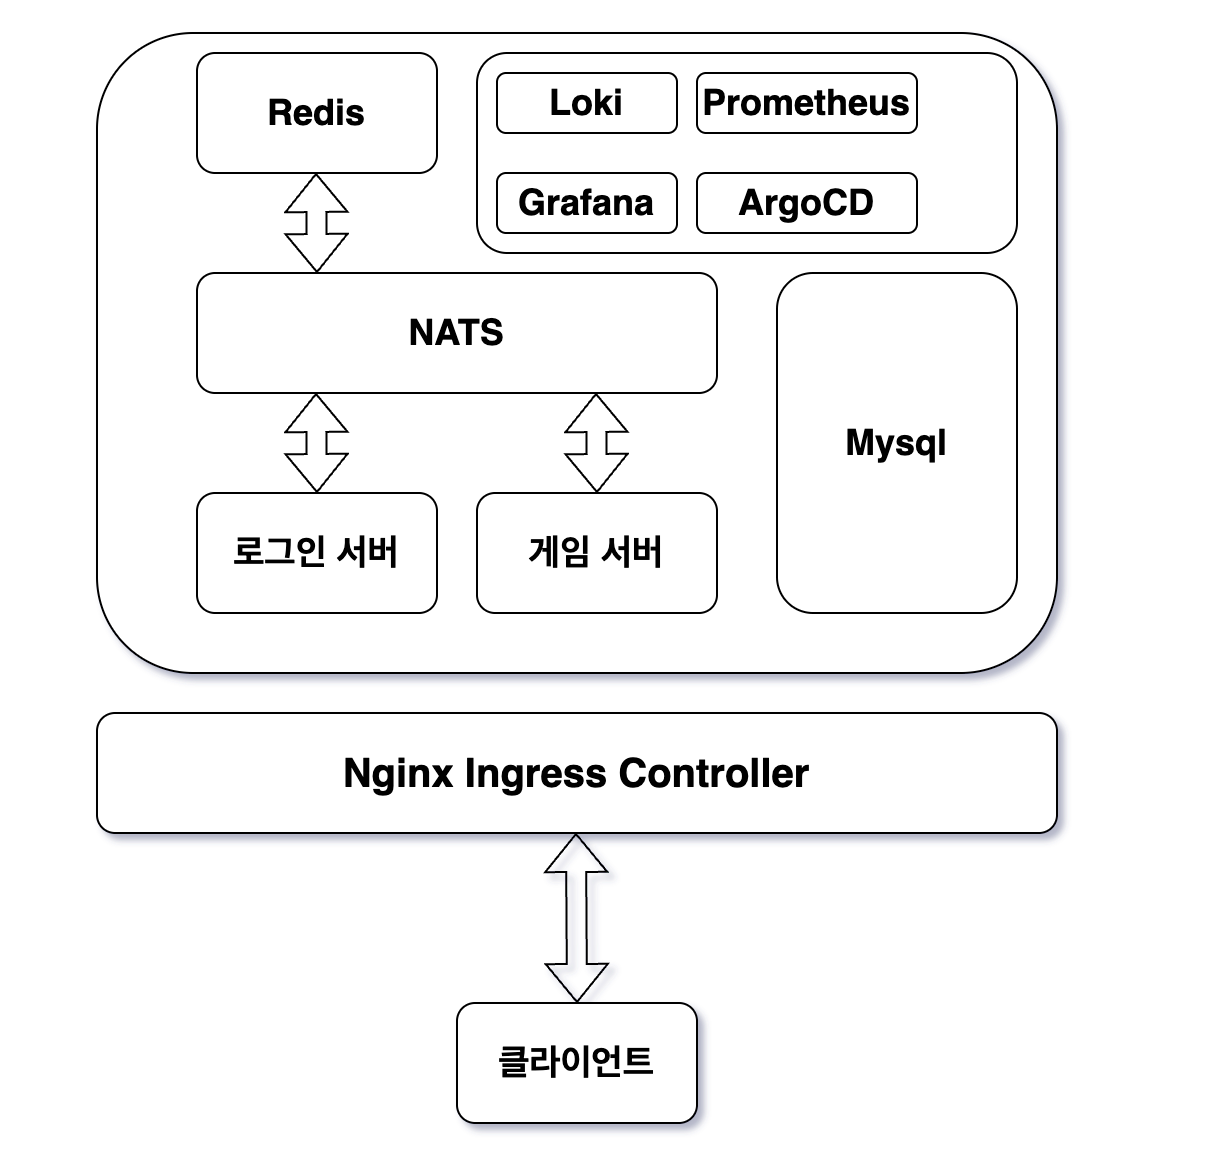 Redis
Loki
Prometheus
Grafana
ArgoCD
NATS
Mysql
로그인 서버
게임 서버
Nginx Ingress Controller
클라이언트